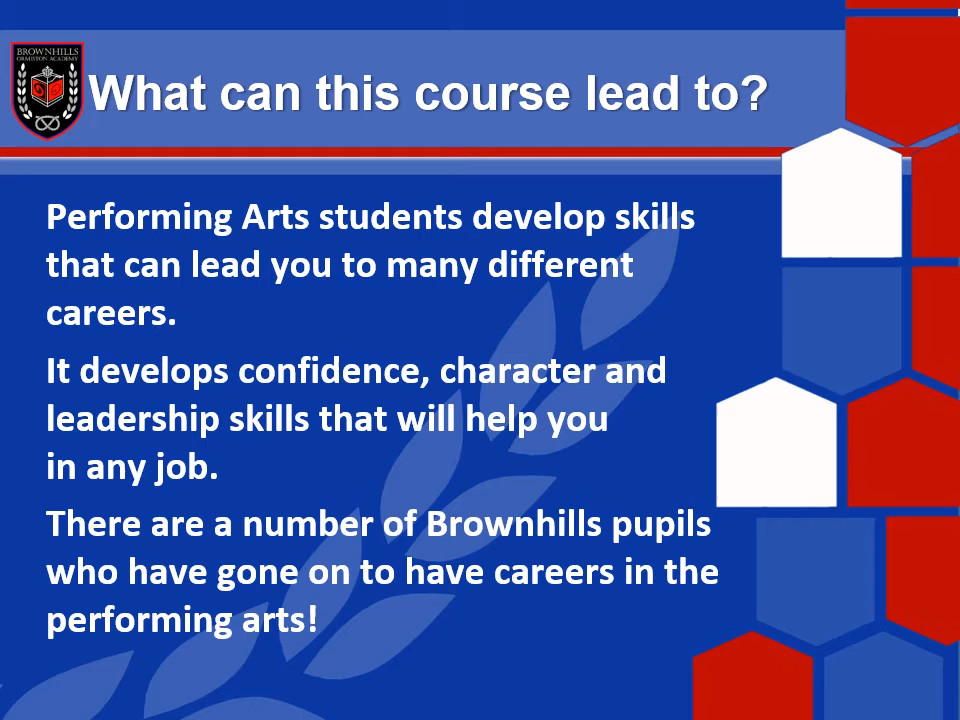 BROWNHILLS
ORMISTON ACADEMY
What can this course lead to?
Performing Arts students develop skills
that can lead you to many different
careers.
It develops confidence, character and
leadership skills that will help you
in any job.
There are a number of Brownhills pupils
who have gone on to have careers in the
performing arts!